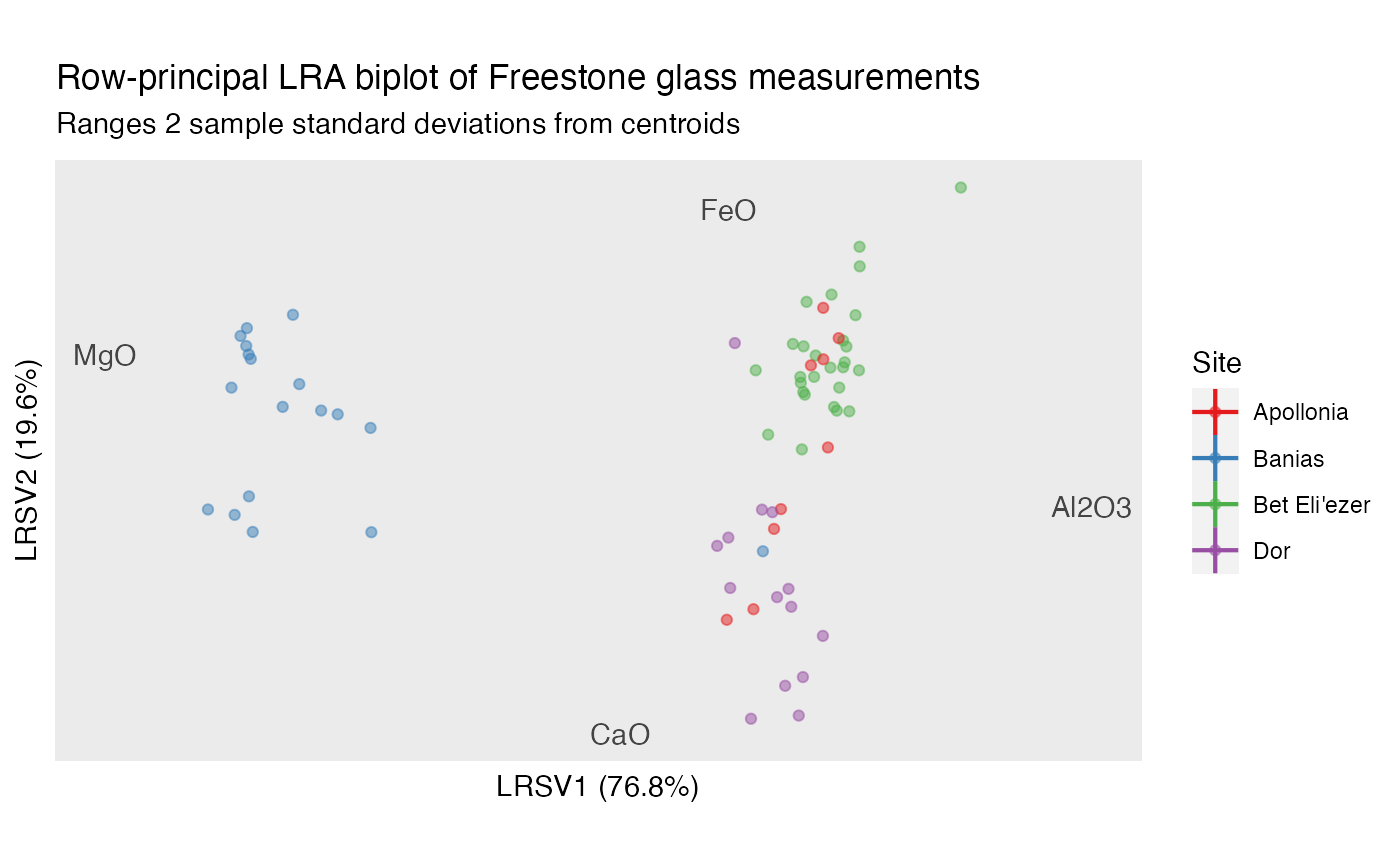 Row-principal LRA biplot of Freestone glass measurements
Ranges 2 sample standard deviations from centroids
FeO
MgO
Al2O3
CaO
LRSV1 (76.8%)
LRSV2 (19.6%)
Site
Apollonia
Banias
Bet Eli'ezer
Dor